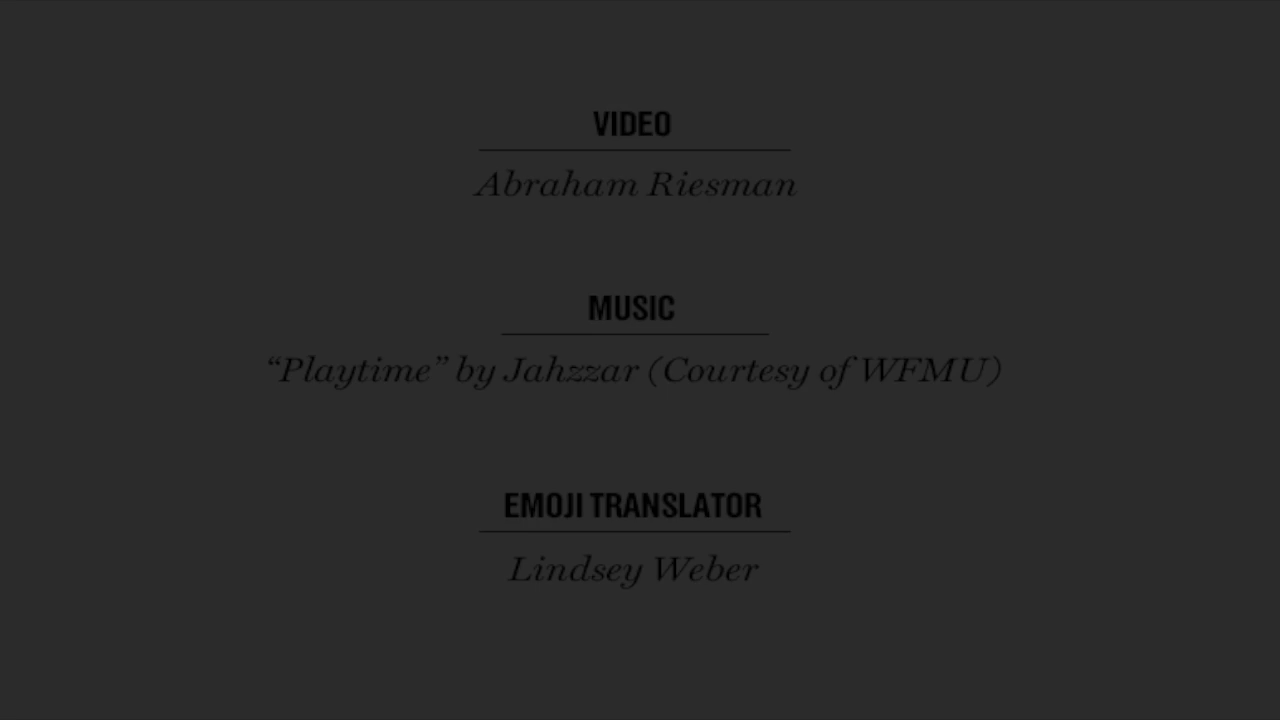 VIDEO
Abraham Riesman
MUSIC
“Playtime” by Jahzzar (Courtesy of WFMU)
EMOJI TRANSLATOR
Lindsey Weber